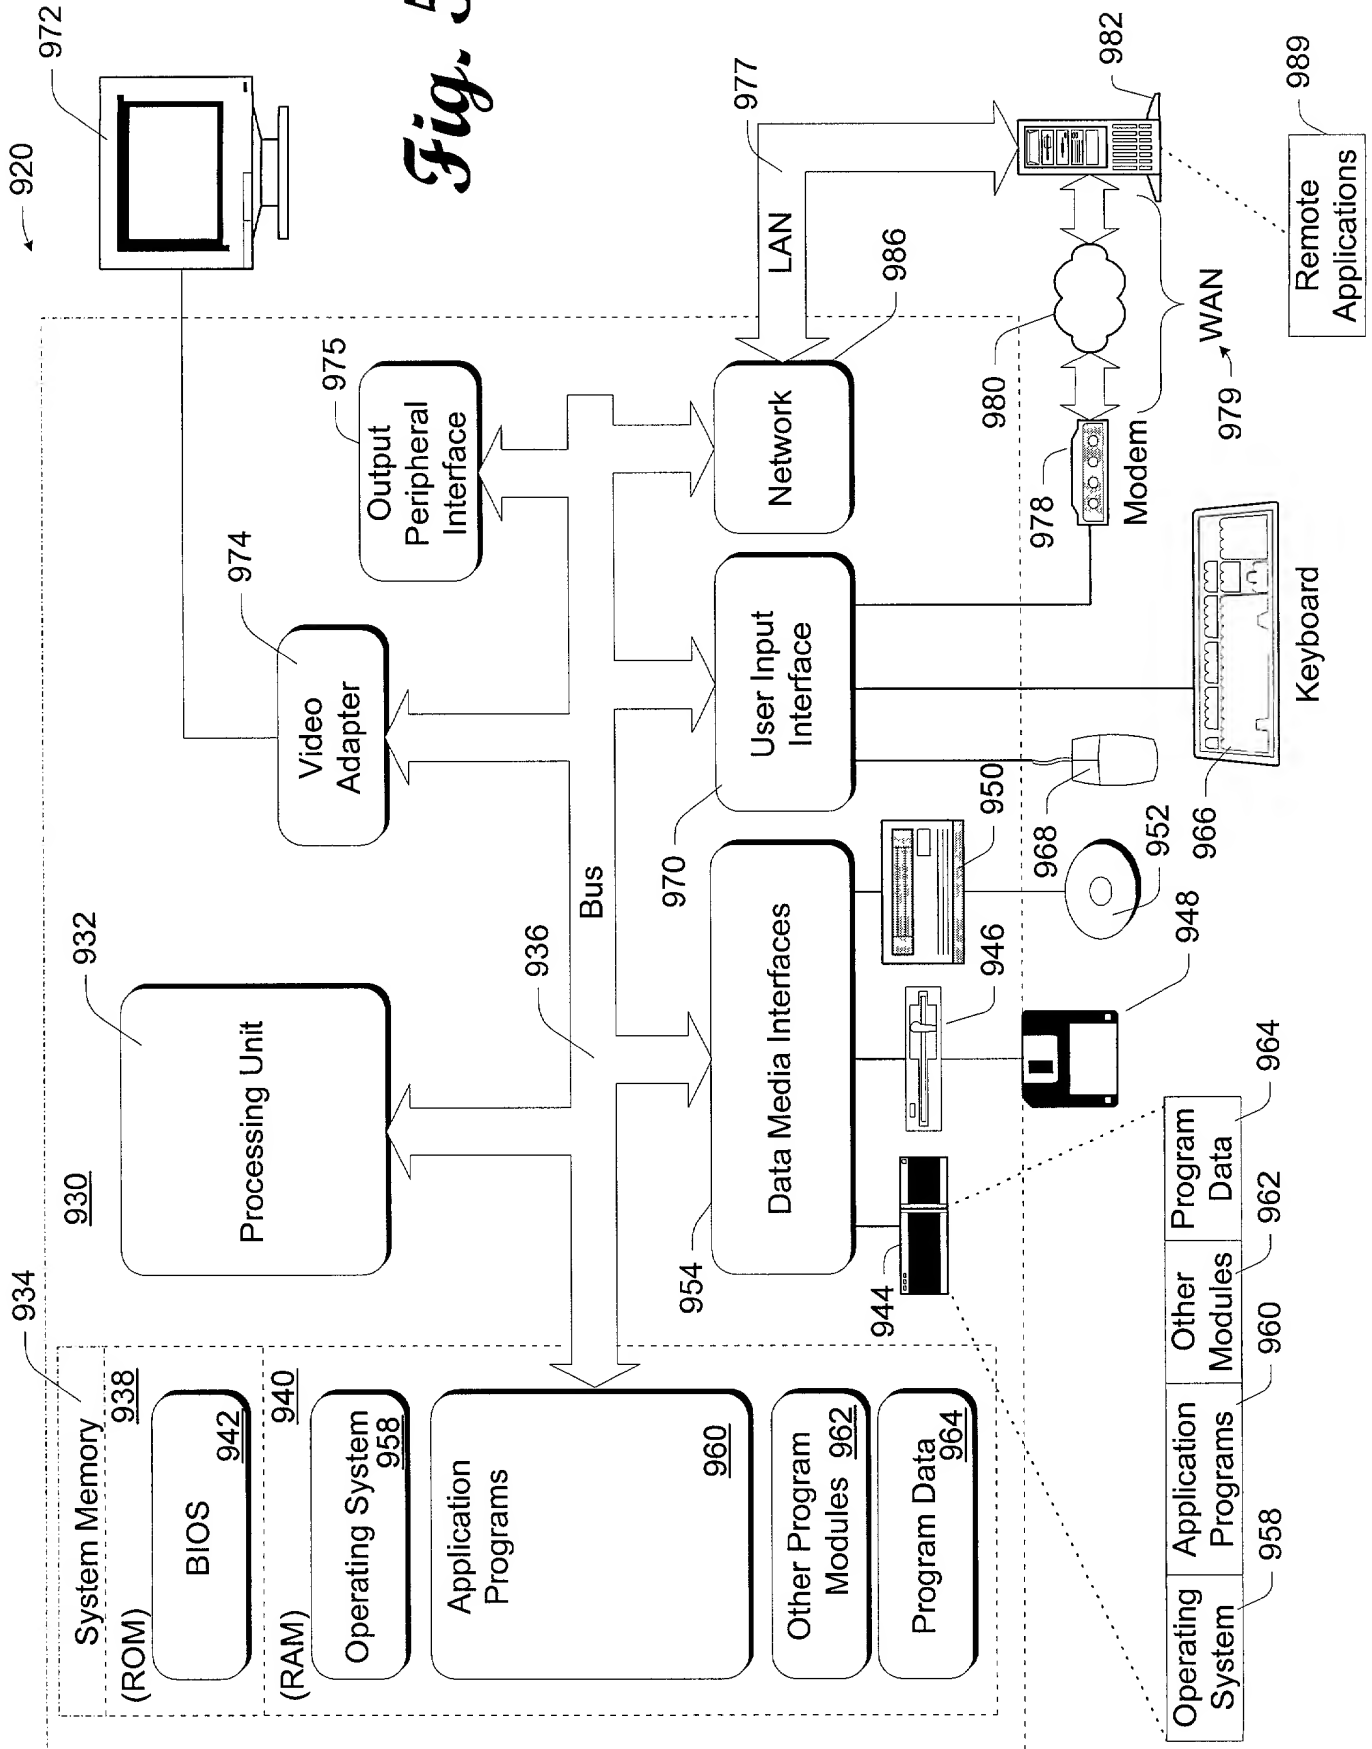 920
972
Fig. 5
934
System Memory
(ROM) 938
BIOS
942
(RAM) 940
Operating System
958
Application
Programs
960
Other Program
Modules 962
Program Data
964
930
932
Processing Unit
974
Video
Adapter
975
Output
Peripheral
Interface
936
Bus
977
LAN
954
Data Media Interfaces
970
User Input
Interface
Network
986
944
946
950
948
952
968
966
Keyboard
978
Modem
980
982
979
WAN
Operating
System
Application
Programs
Other
Modules
Program
Data
958
960
962
964
Remote
Applications
989